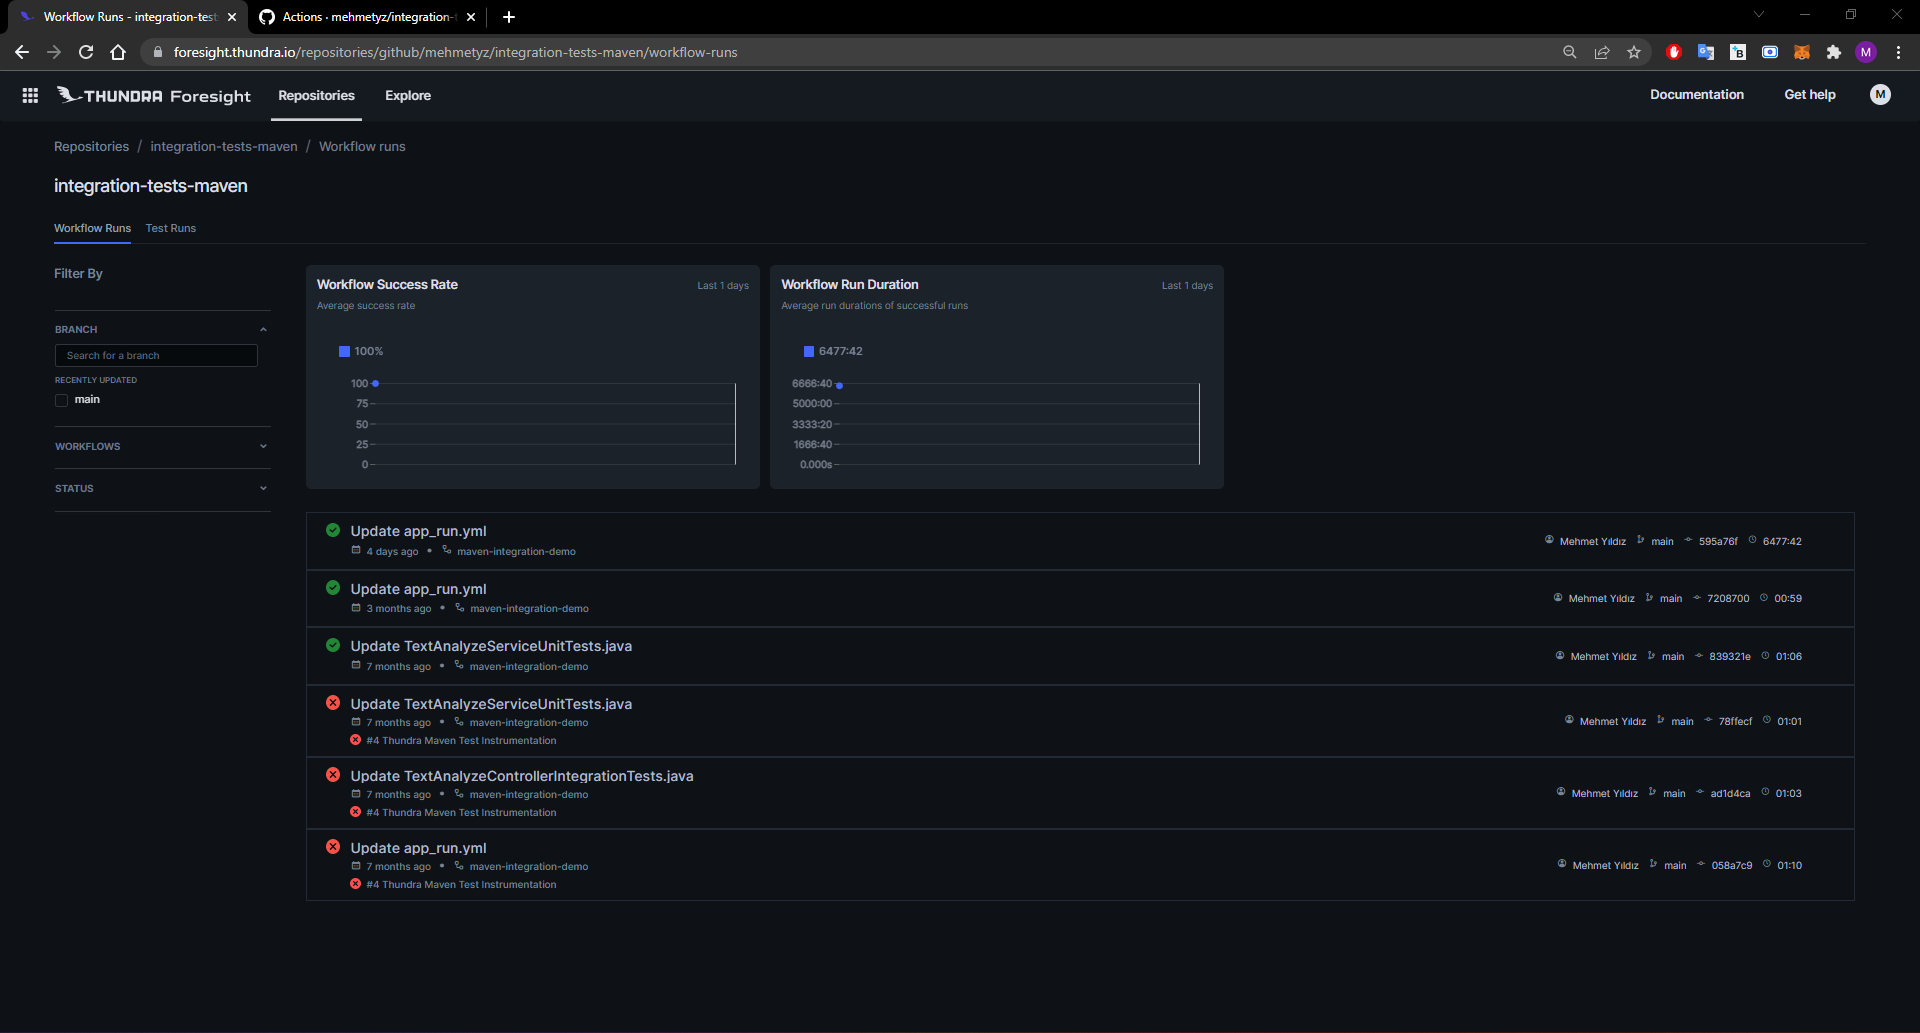 Workflow Runs - integration-test
Actions · mehmetyz/integration-t
foresight.thundra.io/repositories/github/mehmetyz/integration-tests-maven/workflow-runs
B
M
THUNDRA Foresight
Repositories
Explore
Documentation
Get help
M
Repositories / integration-tests-maven / Workflow runs
integration-tests-maven
Workflow Runs
Test Runs
Filter By
BRANCH
Search for a branch
RECENTLY UPDATED
main
WORKFLOWS
STATUS
Workflow Success Rate
Last 1 days
Average success rate
100%
100
75
50
25
0
Workflow Run Duration
Last 1 days
Average run durations of successful runs
6477:42
6666:40
5000:00
3333:20
1666:40
0.000s
Update app_run.yml
4 days ago • maven-integration-demo
Mehmet Yıldız main 595a76f 6477:42
Update app_run.yml
3 months ago • maven-integration-demo
Mehmet Yıldız main 7208700 00:59
Update TextAnalyzeServiceUnitTests.java
7 months ago • maven-integration-demo
Mehmet Yıldız main 839321e 01:06
Update TextAnalyzeServiceUnitTests.java
7 months ago • maven-integration-demo
#4 Thundra Maven Test Instrumentation
Mehmet Yıldız main 78ffecf 01:01
Update TextAnalyzeControllerIntegrationTests.java
7 months ago • maven-integration-demo
#4 Thundra Maven Test Instrumentation
Mehmet Yıldız main ad1d4ca 01:03
Update app_run.yml
7 months ago • maven-integration-demo
#4 Thundra Maven Test Instrumentation
Mehmet Yıldız main 058a7c9 01:10